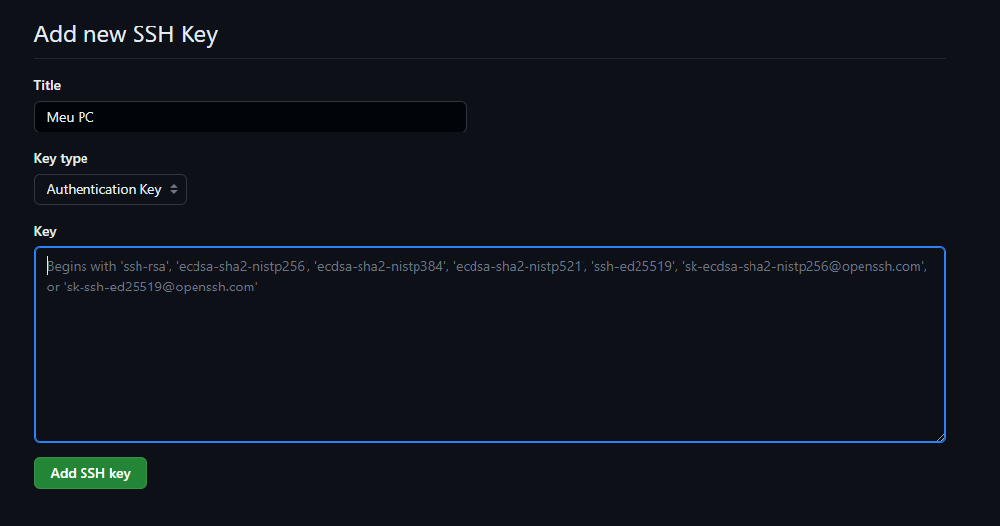 Add new SSH Key
Title
Meu PC
Key type
Authentication Key
Key
Begins with 'ssh-rsa', 'ecdsa-sha2-nistp256', 'ecdsa-sha2-nistp384', 'ecdsa-sha2-nistp521', 'ssh-ed25519', 'sk-ecdsa-sha2-nistp256@openssh.com',
or 'sk-ssh-ed25519@openssh.com'
Add SSH key